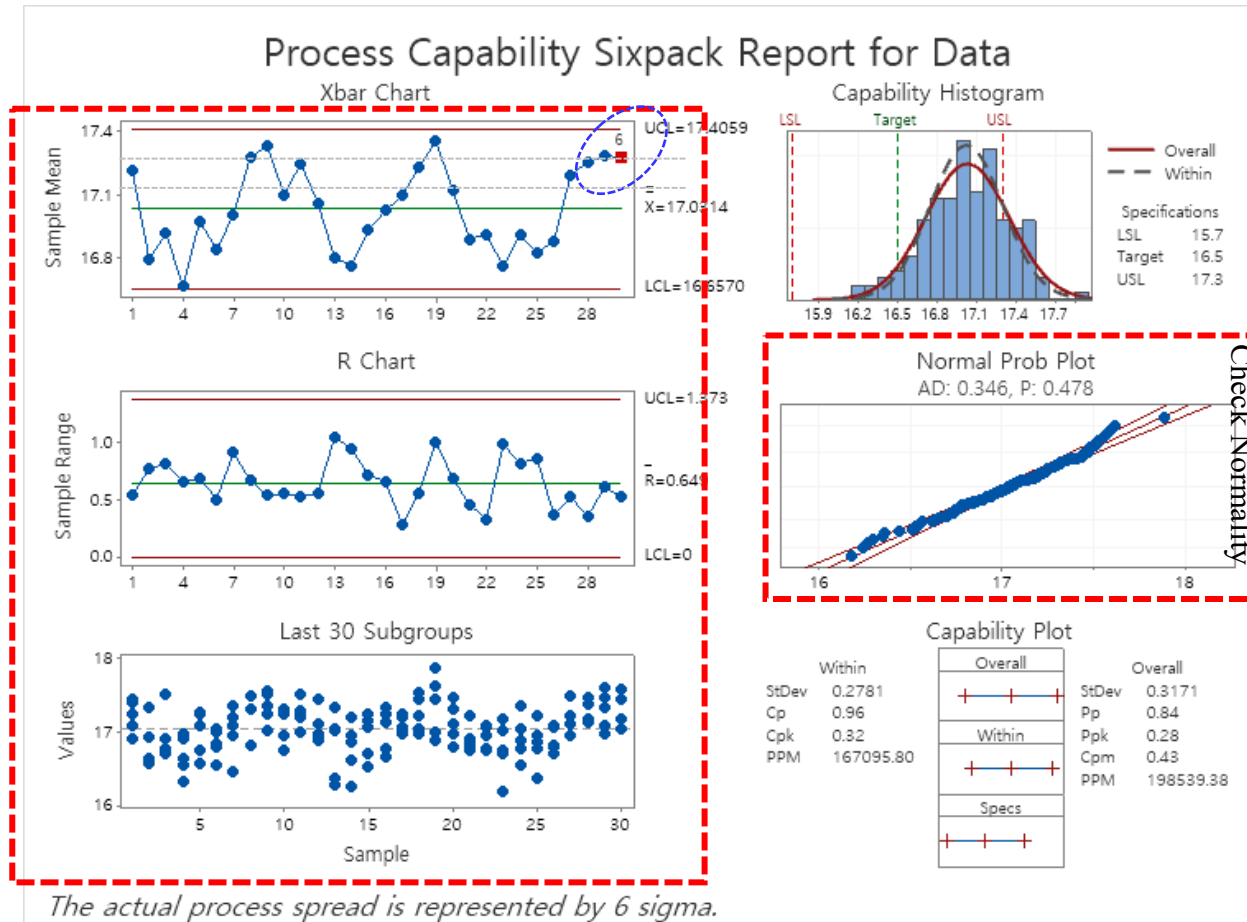 Process Capability Sixpack Report for Data
Xbar Chart
Sample Mean
17.4
17.1
16.8
1 4 7 10 13 16 19 22 25 28
6
UCL=17.4059
X=17.0314
LCL=16.6570
R Chart
Sample Range
1.0
0.5
0.0
1 4 7 10 13 16 19 22 25 28
UCL=1.373
R=0.649
LCL=0
Last 30 Subgroups
Values
18
17
16
5 10 15 20 25 30
Sample
Capability Histogram
LSL Target USL
15.9 16.2 16.5 16.8 17.1 17.4 17.7
Overall
Within
Specifications
LSL 15.7
Target 16.5
USL 17.3
Normal Prob Plot
AD: 0.346, P: 0.478
16 17 18
Check Normality
Capability Plot
Within
StDev 0.2781
Cp 0.96
Cpk 0.32
PPM 167095.80
Overall
Within
Specs
Overall
StDev 0.3171
Pp 0.84
Ppk 0.28
Cpm 0.43
PPM 198539.38
The actual process spread is represented by 6 sigma.